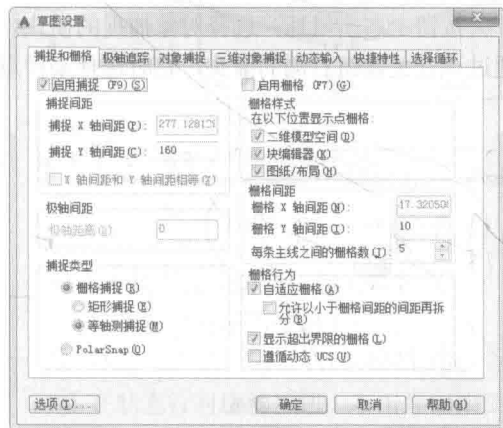 草图设置
捕捉和栅格 极轴追踪 对象捕捉 三维对象捕捉 动态输入 快捷特性 选择循环
启用捕捉 (F9)(S)
捕捉间距
捕捉 X 轴间距(P): 277.128129
捕捉 Y 轴间距(C): 160
X 轴间距和 Y 轴间距相等(X)
极轴间距
极轴距离(D): 0
捕捉类型
栅格捕捉(R)
矩形捕捉(E)
等轴测捕捉(M)
PolarSnap(O)
启用栅格 (F7)(G)
栅格样式
在以下位置显示点栅格:
二维模型空间(D)
块编辑器(K)
图纸/布局(H)
栅格间距
栅格 X 轴间距(N): 17.320508
栅格 Y 轴间距(I): 10
每条主线之间的栅格数(J): 5
栅格行为
自适应栅格(A)
允许以小于栅格间距的间距再拆
分(B)
显示超出界限的栅格(L)
遵循动态 UCS(U)
选项(T)... 确定 取消 帮助(H)